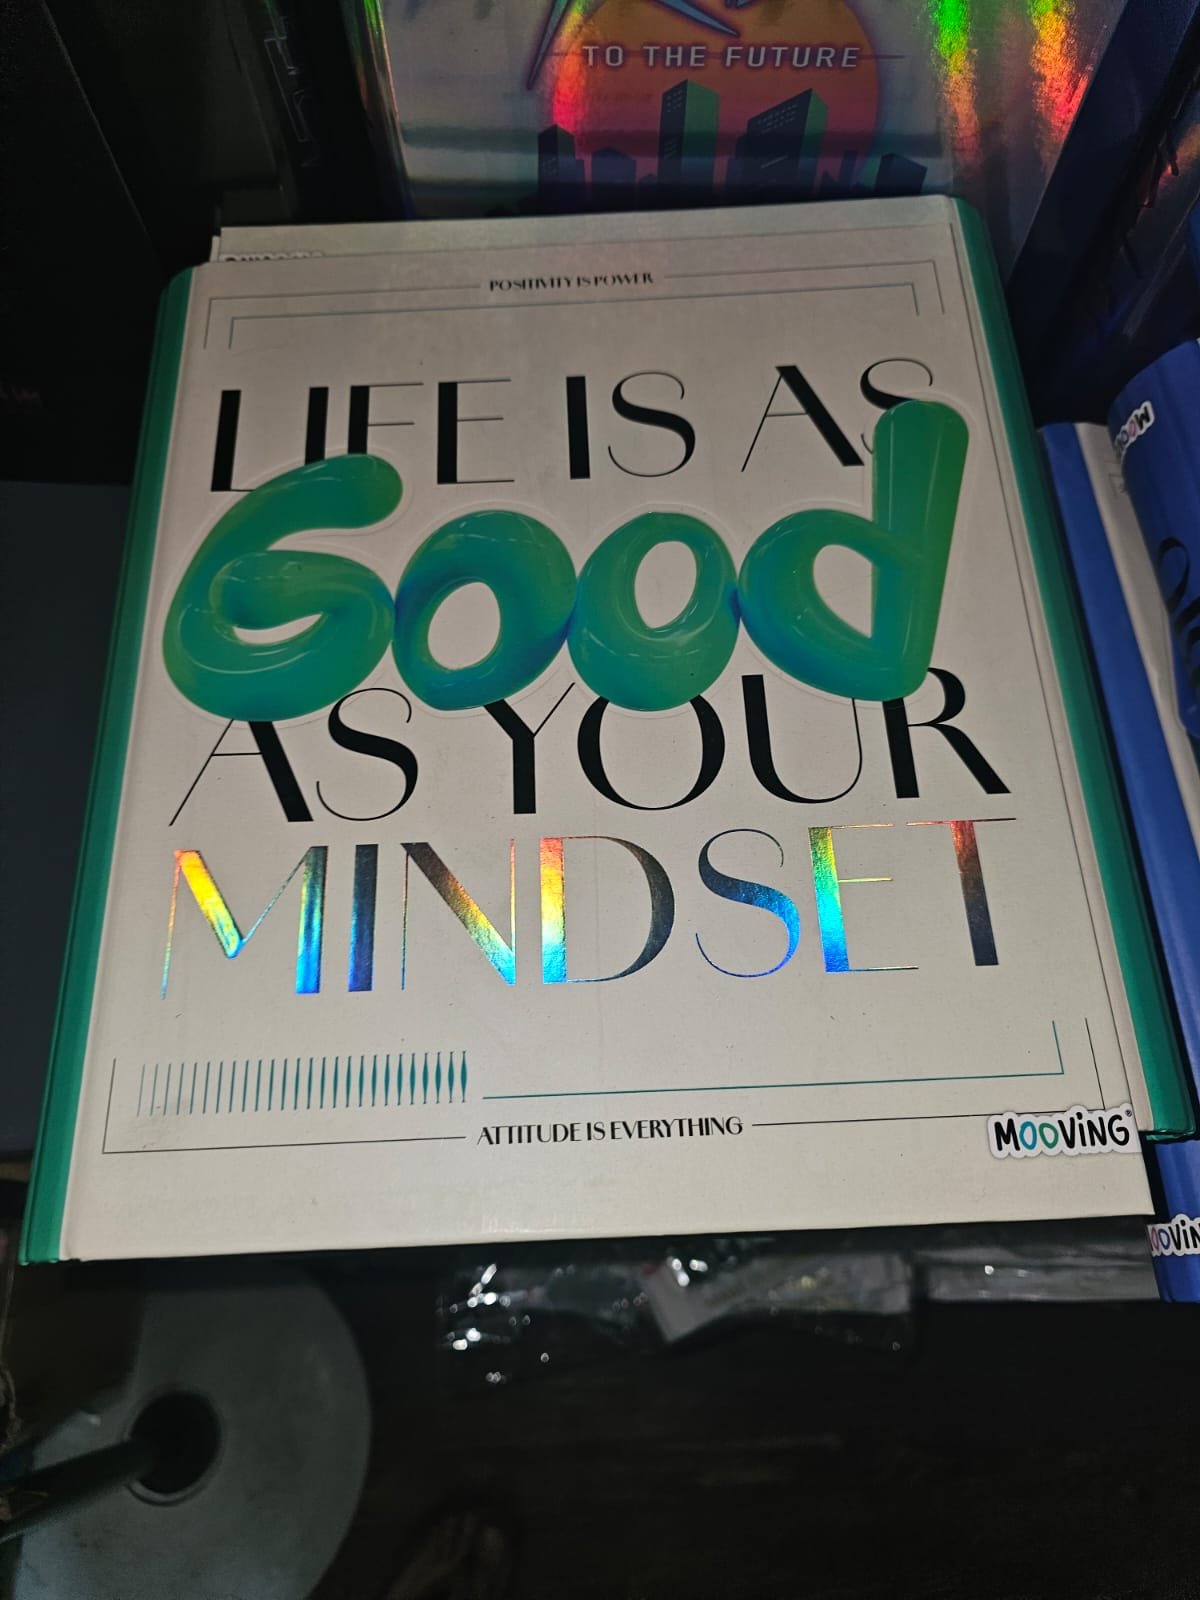 TO THE FUTURE
POSITIVITY IS POWER
LIFE IS AS
Good
AS YOUR
MINDSET
ATTITUDE IS EVERYTHING
MOOVING®